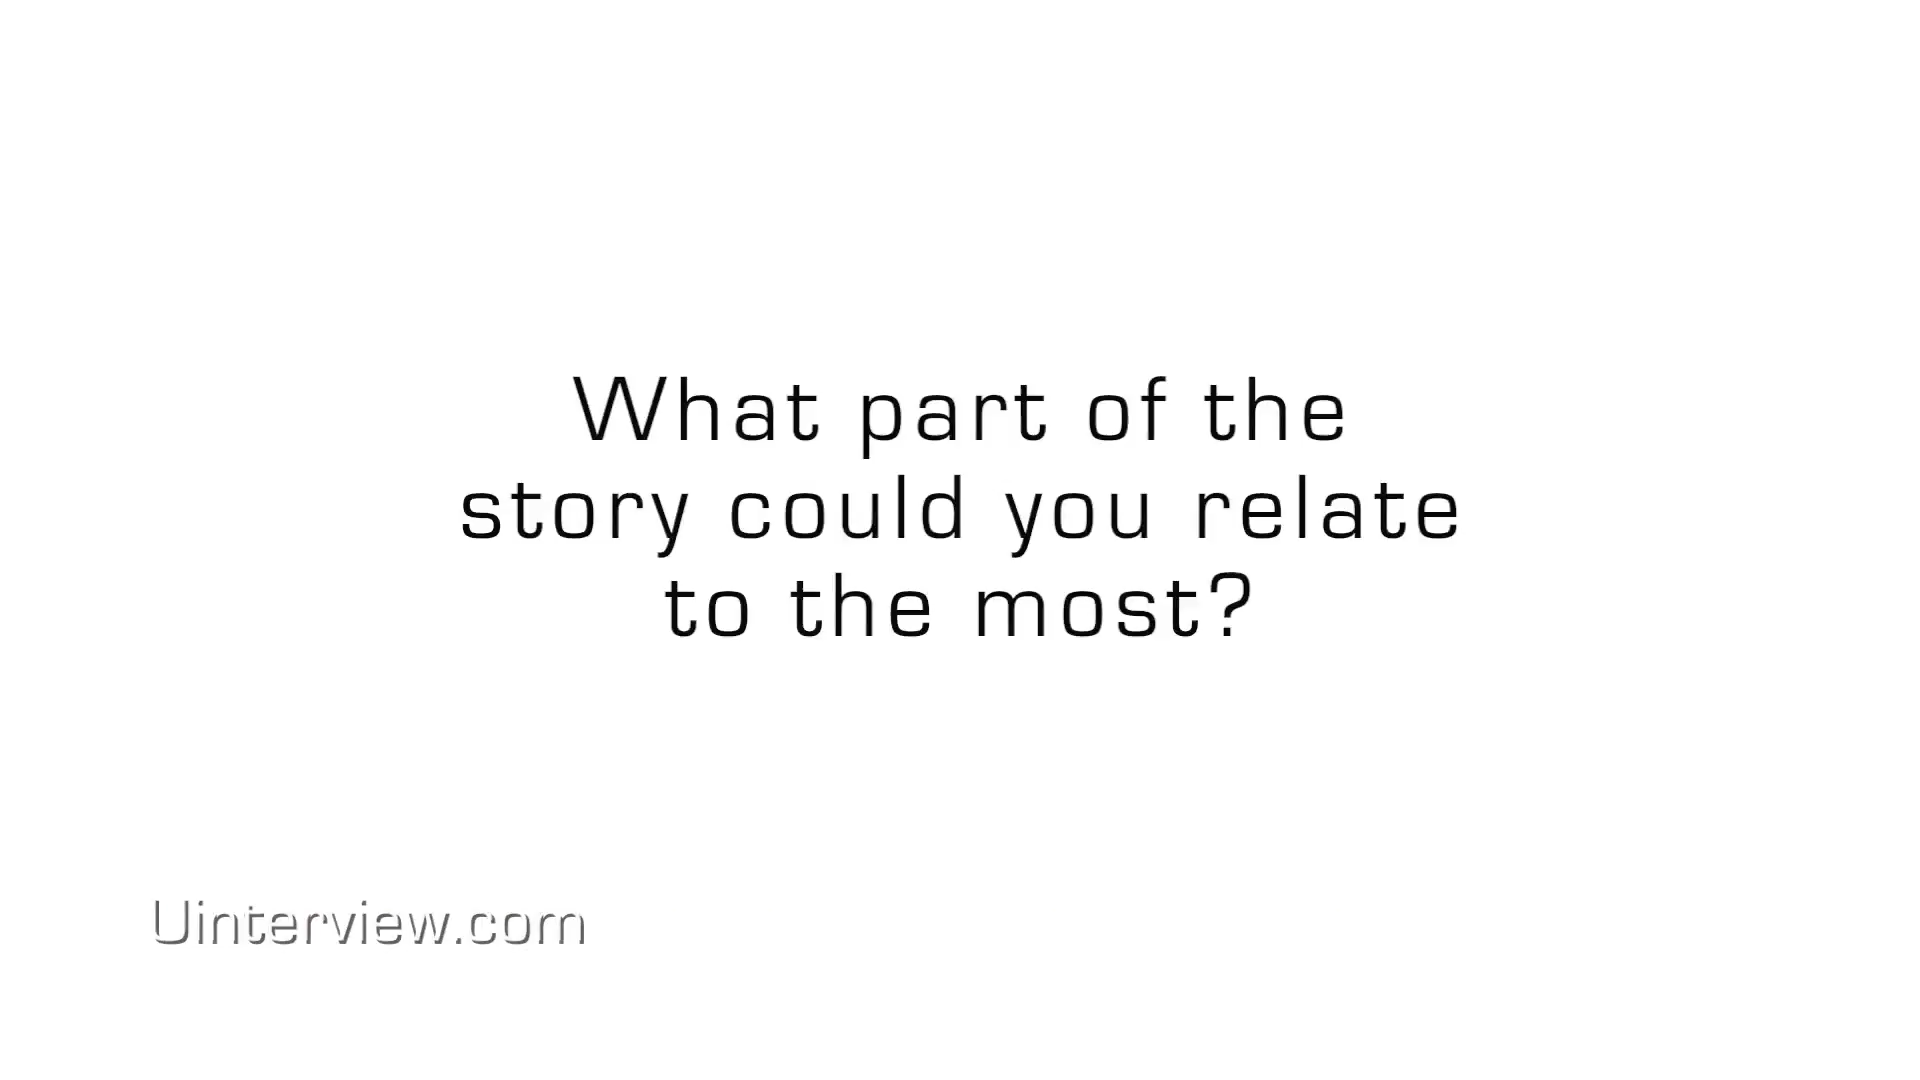 What part of the
story could you relate
to the most?
Uinterview.com